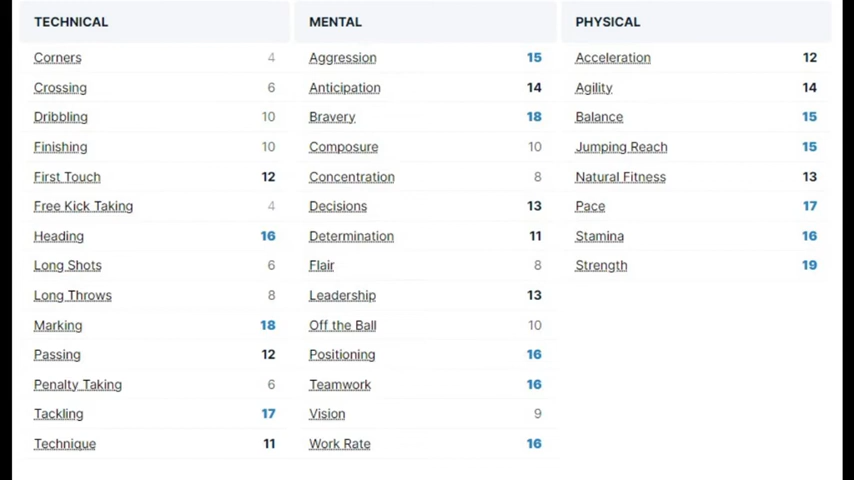 TECHNICAL MENTAL PHYSICAL
Corners 4 Aggression 15 Acceleration 12
Crossing 6 Anticipation 14 Agility 14
Dribbling 10 Bravery 18 Balance 15
Finishing 10 Composure 10 Jumping Reach 15
First Touch 12 Concentration 8 Natural Fitness 13
Free Kick Taking 4 Decisions 13 Pace 17
Heading 16 Determination 11 Stamina 16
Long Shots 6 Flair 8 Strength 19
Long Throws 8 Leadership 13
Marking 18 Off the Ball 10
Passing 12 Positioning 16
Penalty Taking 6 Teamwork 16
Tackling 17 Vision 9
Technique 11 Work Rate 16